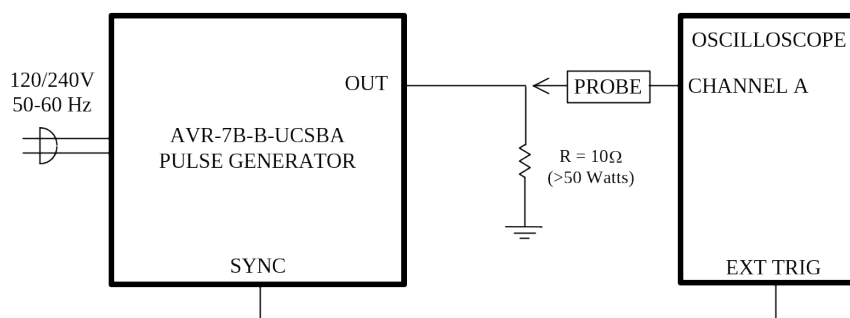 120/240V
50-60 Hz
AVR-7B-B-UCSBA
PULSE GENERATOR
OUT
SYNC
R = 10Ω
(>50 Watts)
PROBE
OSCILLOSCOPE
CHANNEL A
EXT TRIG